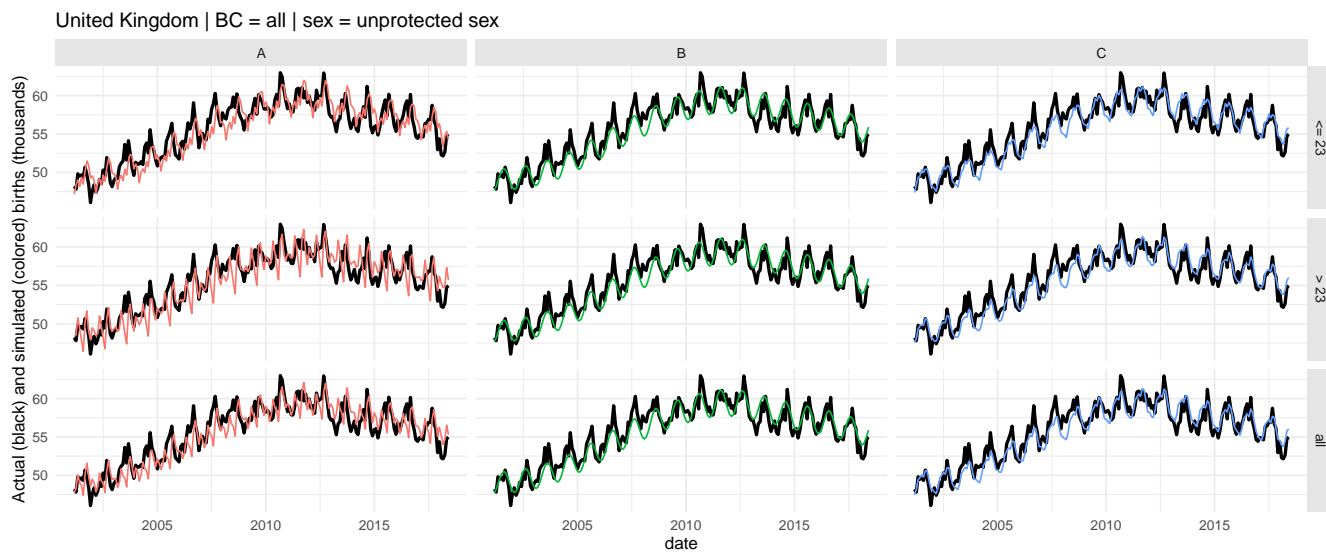 United Kingdom | BC = all | sex = unprotected sex
A
B
C
Actual (black) and simulated (colored) births (thousands)
60
55
50
<= 23
60
55
50
> 23
60
55
50
all
2005
2010
2015
2005
2010
2015
2005
2010
2015
date